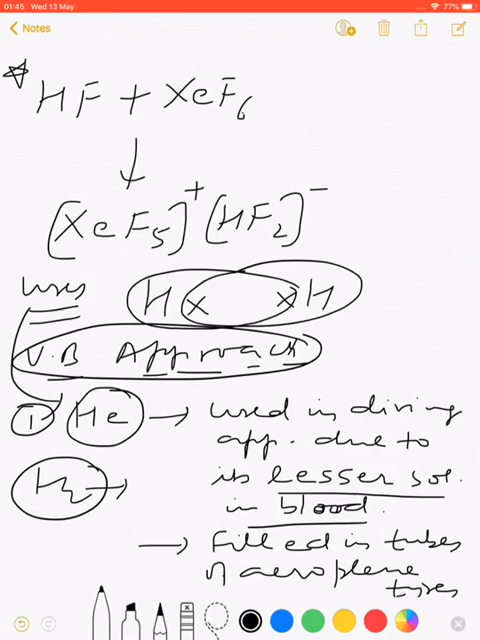 01:45 Wed 13 May
77%
Notes
HF + XeF6
↓
[XeF5]+ [HF2]−
Uses
H x x H
V.B Approach
1 He → used in diving
app. due to
its lesser sol.
H2 →
in blood.
→ Filled in tubes
of aeroplane
tires